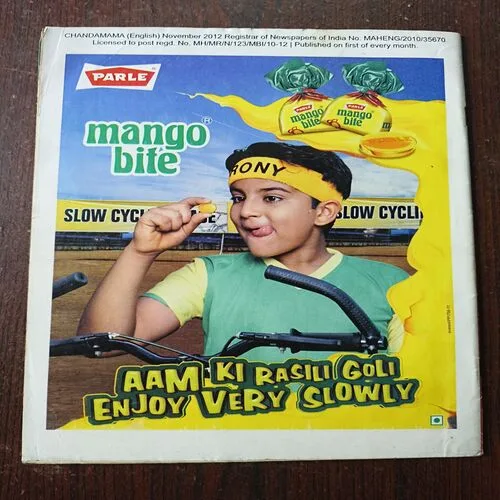 CHANDAMAMA (English) November 2012 Registrar of Newspapers of India No. MAHENG/2010/35670
Licensed to post regd. No. MH/MR/N/123/MBI/10-12 | Published on first of every month.
PARLE
mango
bite
®
PARLE
mango
bite
PARLE
mango
bite
RONY
SLOW CYCL
SLOW CYCLI
AAM KI RASILI GOLI
ENJOY VERY SLOWLY